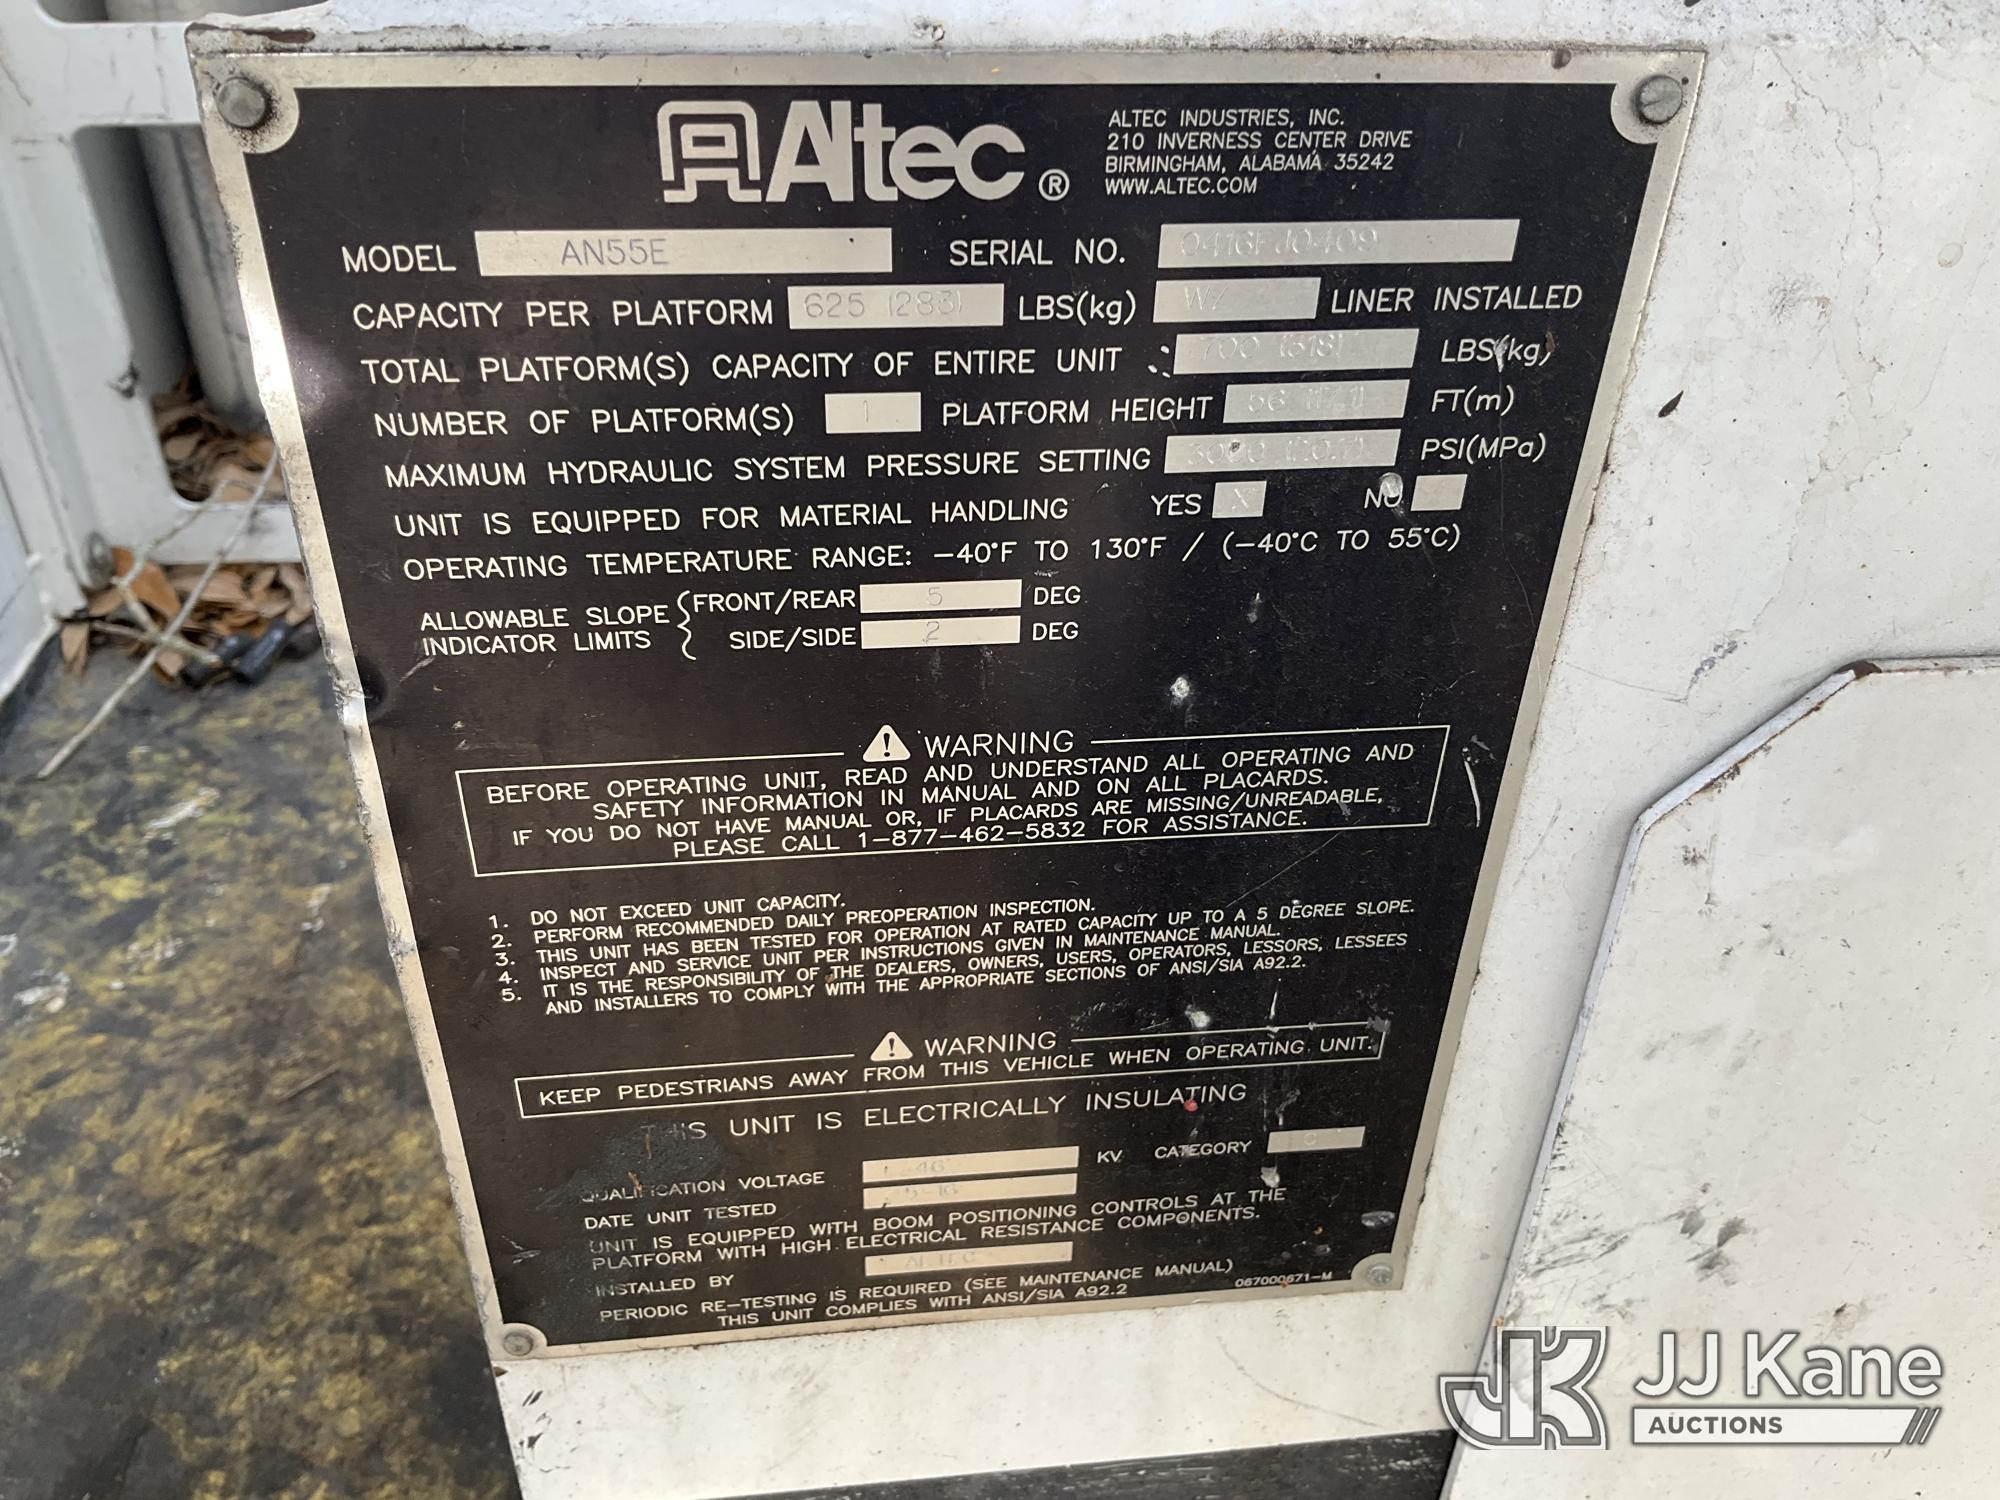 Altec®
ALTEC INDUSTRIES, INC.
210 INVERNESS CENTER DRIVE
BIRMINGHAM, ALABAMA 35242
WWW.ALTEC.COM
MODEL AN55E SERIAL NO.
CAPACITY PER PLATFORM 625 (283) LBS(kg) W/ LINER INSTALLED
TOTAL PLATFORM(S) CAPACITY OF ENTIRE UNIT 700 (318) LBS(kg)
NUMBER OF PLATFORM(S) 1 PLATFORM HEIGHT 56 FT(m)
MAXIMUM HYDRAULIC SYSTEM PRESSURE SETTING PSI(MPa)
UNIT IS EQUIPPED FOR MATERIAL HANDLING YES X NO
OPERATING TEMPERATURE RANGE: -40°F TO 130°F / (-40°C TO 55°C)
ALLOWABLE SLOPE INDICATOR LIMITS { FRONT/REAR 5 DEG
SIDE/SIDE 2 DEG
WARNING
BEFORE OPERATING UNIT, READ AND UNDERSTAND ALL OPERATING AND
SAFETY INFORMATION IN MANUAL AND ON ALL PLACARDS.
IF YOU DO NOT HAVE MANUAL OR, IF PLACARDS ARE MISSING/UNREADABLE,
PLEASE CALL 1-877-462-5832 FOR ASSISTANCE.
1. DO NOT EXCEED UNIT CAPACITY.
2. PERFORM RECOMMENDED DAILY PREOPERATION INSPECTION.
3. THIS UNIT HAS BEEN TESTED FOR OPERATION AT RATED CAPACITY UP TO A 5 DEGREE SLOPE.
4. INSPECT AND SERVICE UNIT PER INSTRUCTIONS GIVEN IN MAINTENANCE MANUAL.
5. IT IS THE RESPONSIBILITY OF THE DEALERS, OWNERS, USERS, OPERATORS, LESSORS, LESSEES
AND INSTALLERS TO COMPLY WITH THE APPROPRIATE SECTIONS OF ANSI/SIA A92.2.
WARNING
KEEP PEDESTRIANS AWAY FROM THIS VEHICLE WHEN OPERATING UNIT.
THIS UNIT IS ELECTRICALLY INSULATING
QUALIFICATION VOLTAGE 46 KV CATEGORY C
DATE UNIT TESTED
UNIT IS EQUIPPED WITH BOOM POSITIONING CONTROLS AT THE
PLATFORM WITH HIGH ELECTRICAL RESISTANCE COMPONENTS.
INSTALLED BY ALTEC
PERIODIC RE-TESTING IS REQUIRED (SEE MAINTENANCE MANUAL) 067000671-M
THIS UNIT COMPLIES WITH ANSI/SIA A92.2
JK JJ Kane
AUCTIONS